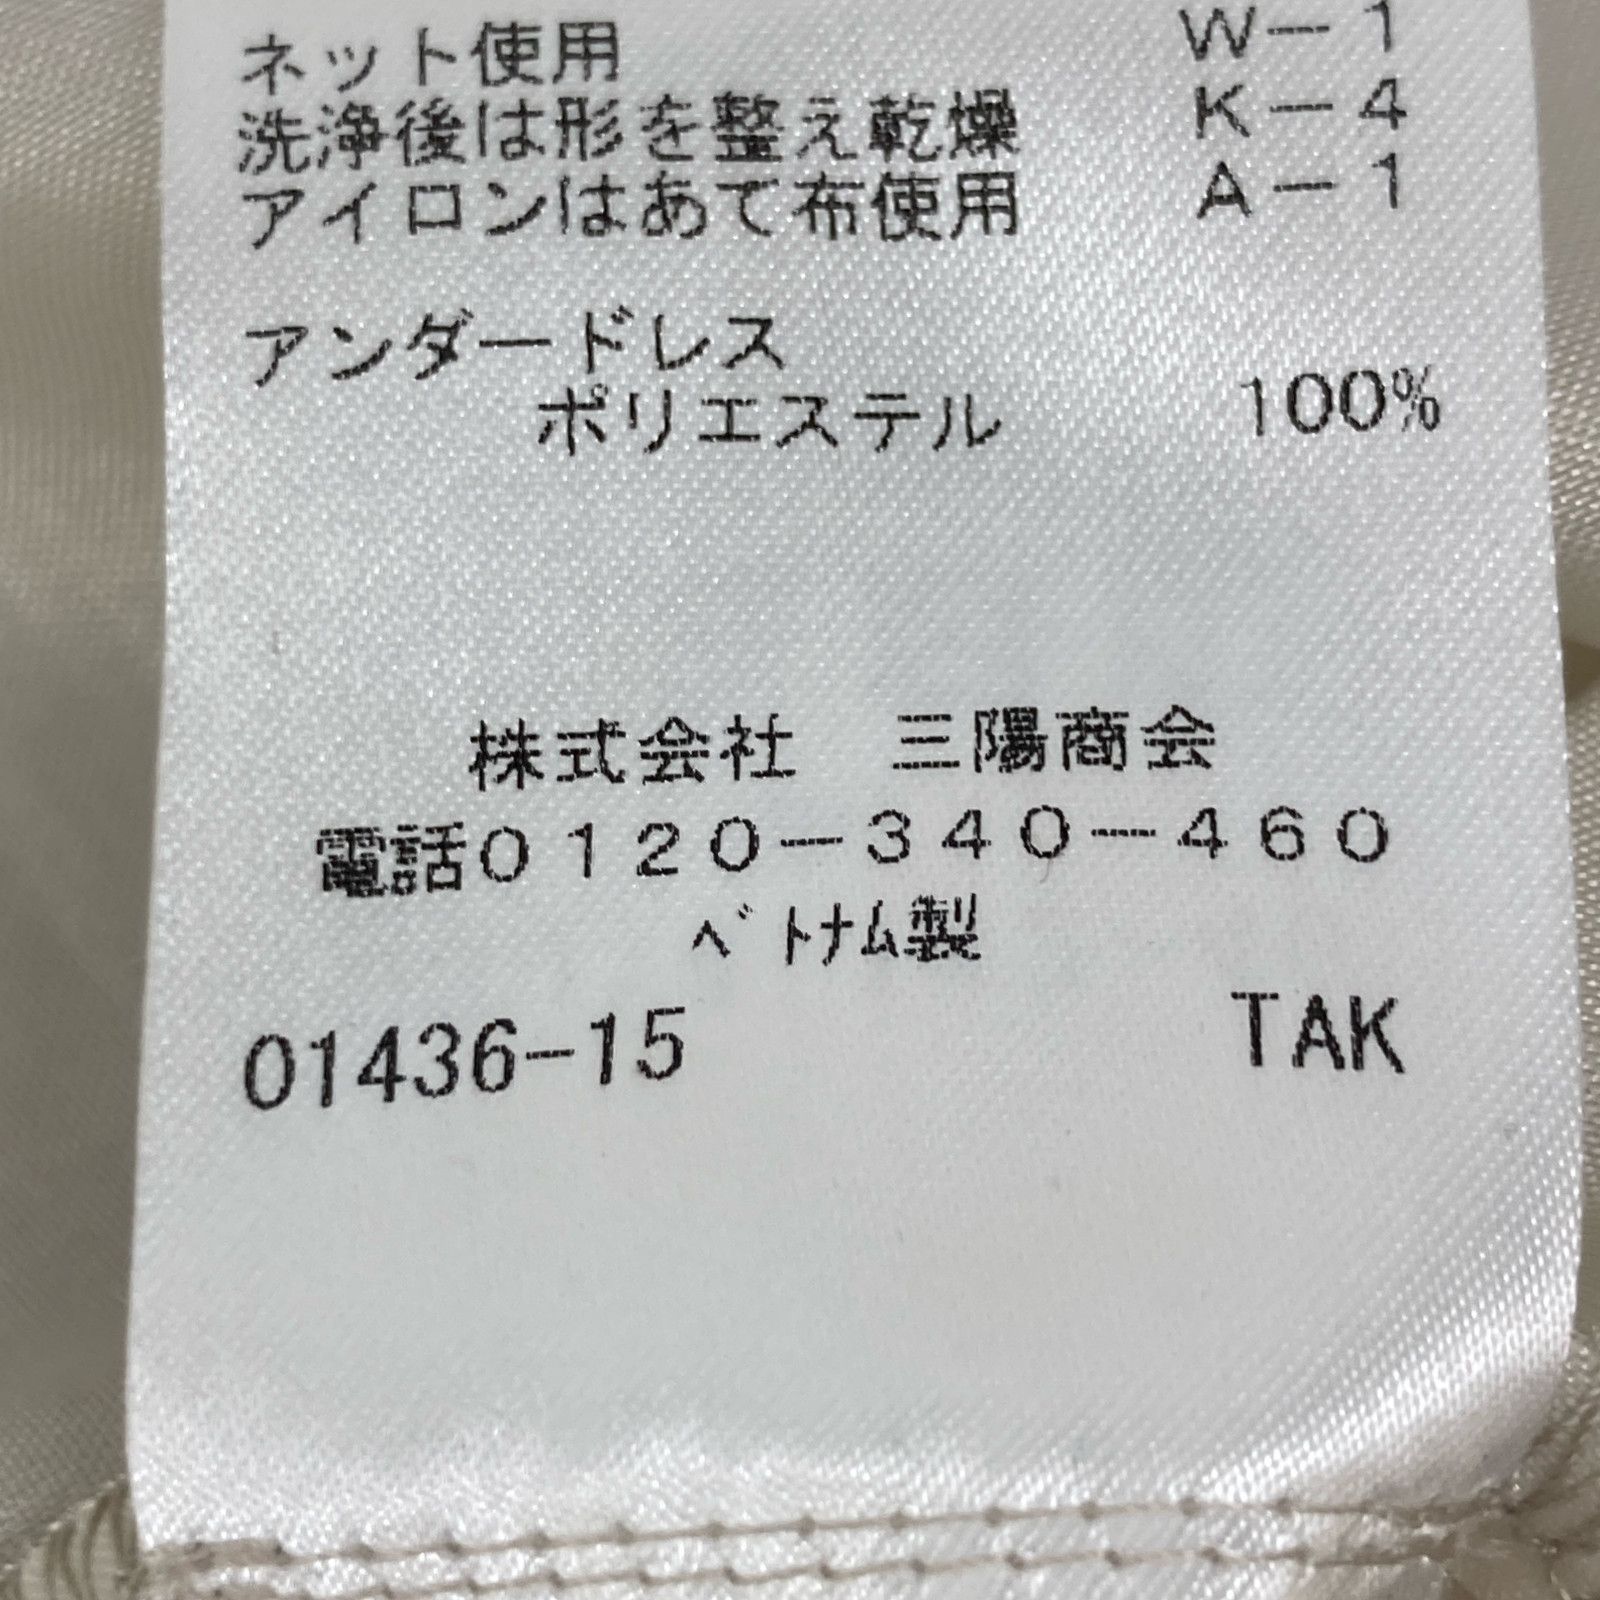 ネット使用 W－1
洗浄後は形を整え乾燥 K－4
アイロンはあて布使用 A－1
アンダードレス
ポリエステル 100%
株式会社 三陽商会
電話0120－340－460
ﾍﾞﾄﾅﾑ製
01436-15 TAK